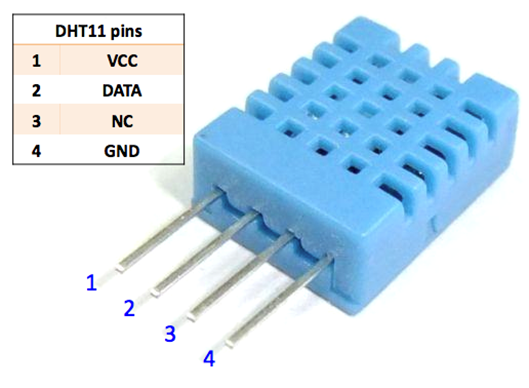 DHT11 pins
1 VCC
2 DATA
3 NC
4 GND
1
2
3
4